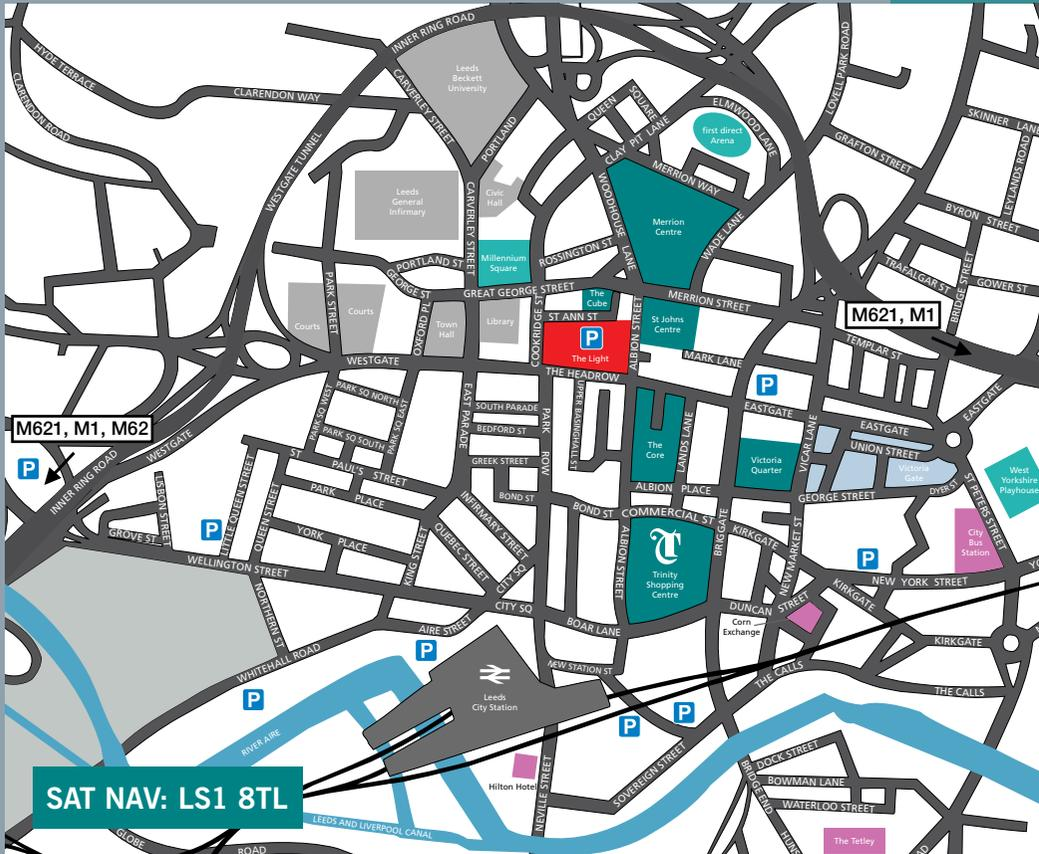 INNER RING ROAD
HYDE TERRACE
CLARENDON ROAD
CLARENDON WAY
CARVERLEY STREET
Leeds
Beckett
University
PORTLAND
QUEEN
SQUARE
CLAY PIT LANE
ELMWOOD LANE
first direct
Arena
LOVELL PARK ROAD
SKINNER LANE
GRAFTON STREET
LEYLANDS ROAD
WESTGATE TUNNEL
Leeds
General
Infirmary
CARVERLEY STREET
Civic
Hall
WOODHOUSE LANE
MERRION WAY
Merrion
Centre
WADE LANE
BYRON STREET
Millennium
Square
ROSSINGTON ST
PORTLAND ST
GEORGE ST
GREAT GEORGE STREET
TRAFALGAR ST
BRIDGE STREET
GOWER ST
PARK STREET
Courts
Courts
OXFORD PL
Town
Hall
Library
COOKRIDGE ST
The
Cube
ST ANN ST
MERRION STREET
St Johns
Centre
ALBION STREET
M621, M1
P
The Light
THE HEADROW
MARK LANE
TEMPLAR ST
WESTGATE
P
EASTGATE
EASTGATE
EASTGATE
PARK SQ WEST
PARK SQ NORTH
PARK SQ EAST
PARK SQ SOUTH
EAST PARADE
SOUTH PARADE
BEDFORD ST
GREEK STREET
PARK ROW
UPPER BASINGHALL ST
The
Core
LANDS LANE
Victoria
Quarter
VICAR LANE
UNION STREET
Victoria
Gate
DYER ST
GEORGE STREET
West
Yorkshire
Playhouse
M621, M1, M62
P
INNER RING ROAD
WESTGATE
LISBON STREET
ST PAUL'S STREET
PARK PLACE
YORK PLACE
LITTLE QUEEN STREET
QUEEN STREET
P
GROVE ST
WELLINGTON STREET
KING STREET
INFIRMARY STREET
QUEBEC STREET
BOND ST
BOND ST
ALBION PLACE
COMMERCIAL ST
ALBION STREET
T
Trinity
Shopping
Centre
BRIGGATE
KIRKGATE
NEW MARKET STREET
ST PETERS STREET
City
Bus
Station
P
NEW YORK STREET
YO
CITY SQ
CITY SQ
NORTHERN ST
AIRE STREET
BOAR LANE
DUNCAN STREET
Corn
Exchange
KIRKGATE
KIRKGATE
WHITEHALL ROAD
P
P
NEW STATION ST
Leeds
City Station
P
P
THE CALLS
THE CALLS
RIVER AIRE
SOVEREIGN STREET
Hilton Hotel
NEVILLE STREET
BRIDGE END
DOCK STREET
BOWMAN LANE
WATERLOO STREET
The Tetley
HUNS
AD
SAT NAV: LS1 8TL
LEEDS AND LIVERPOOL CANAL
GLOBE ROAD